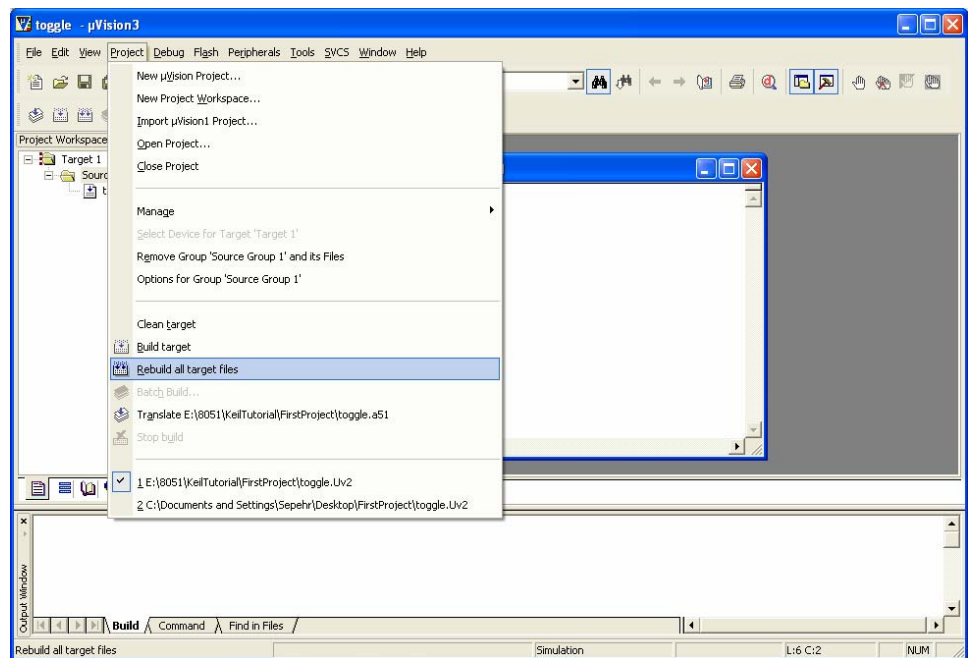 toggle - µVision3
File Edit View Project Debug Flash Peripherals Tools SVCS Window Help
New µVision Project...
New Project Workspace...
Import µVision1 Project...
Open Project...
Close Project
Manage
Select Device for Target 'Target 1'
Remove Group 'Source Group 1' and its Files
Options for Group 'Source Group 1'
Clean target
Build target
Rebuild all target files
Batch Build...
Translate E:\8051\KeilTutorial\FirstProject\toggle.a51
Stop build
1 E:\8051\KeilTutorial\FirstProject\toggle.Uv2
2 C:\Documents and Settings\Sepehr\Desktop\FirstProject\toggle.Uv2
Project Workspace
Target 1
Sourc
t
Output Window
Build Command Find in Files
Rebuild all target files Simulation L:6 C:2 NUM